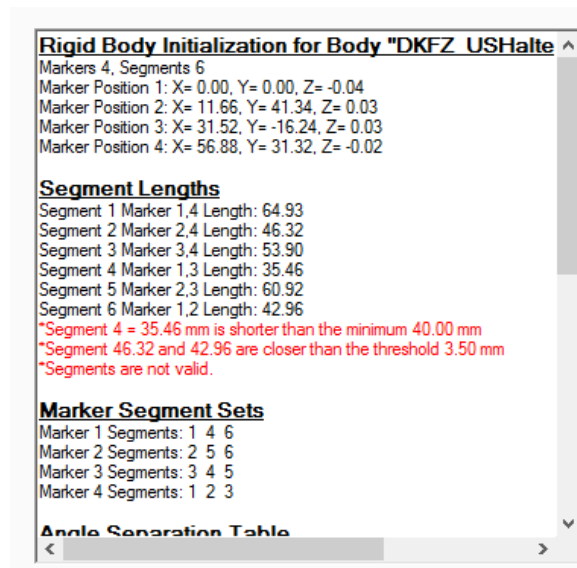 Rigid Body Initialization for Body "DKFZ_USHalte
Markers 4, Segments 6
Marker Position 1: X= 0.00, Y= 0.00, Z= -0.04
Marker Position 2: X= 11.66, Y= 41.34, Z= 0.03
Marker Position 3: X= 31.52, Y= -16.24, Z= 0.03
Marker Position 4: X= 56.88, Y= 31.32, Z= -0.02
Segment Lengths
Segment 1 Marker 1,4 Length: 64.93
Segment 2 Marker 2,4 Length: 46.32
Segment 3 Marker 3,4 Length: 53.90
Segment 4 Marker 1,3 Length: 35.46
Segment 5 Marker 2,3 Length: 60.92
Segment 6 Marker 1,2 Length: 42.96
*Segment 4 = 35.46 mm is shorter than the minimum 40.00 mm
*Segment 46.32 and 42.96 are closer than the threshold 3.50 mm
*Segments are not valid.
Marker Segment Sets
Marker 1 Segments: 1 4 6
Marker 2 Segments: 2 5 6
Marker 3 Segments: 3 4 5
Marker 4 Segments: 1 2 3
Angle Separation Table